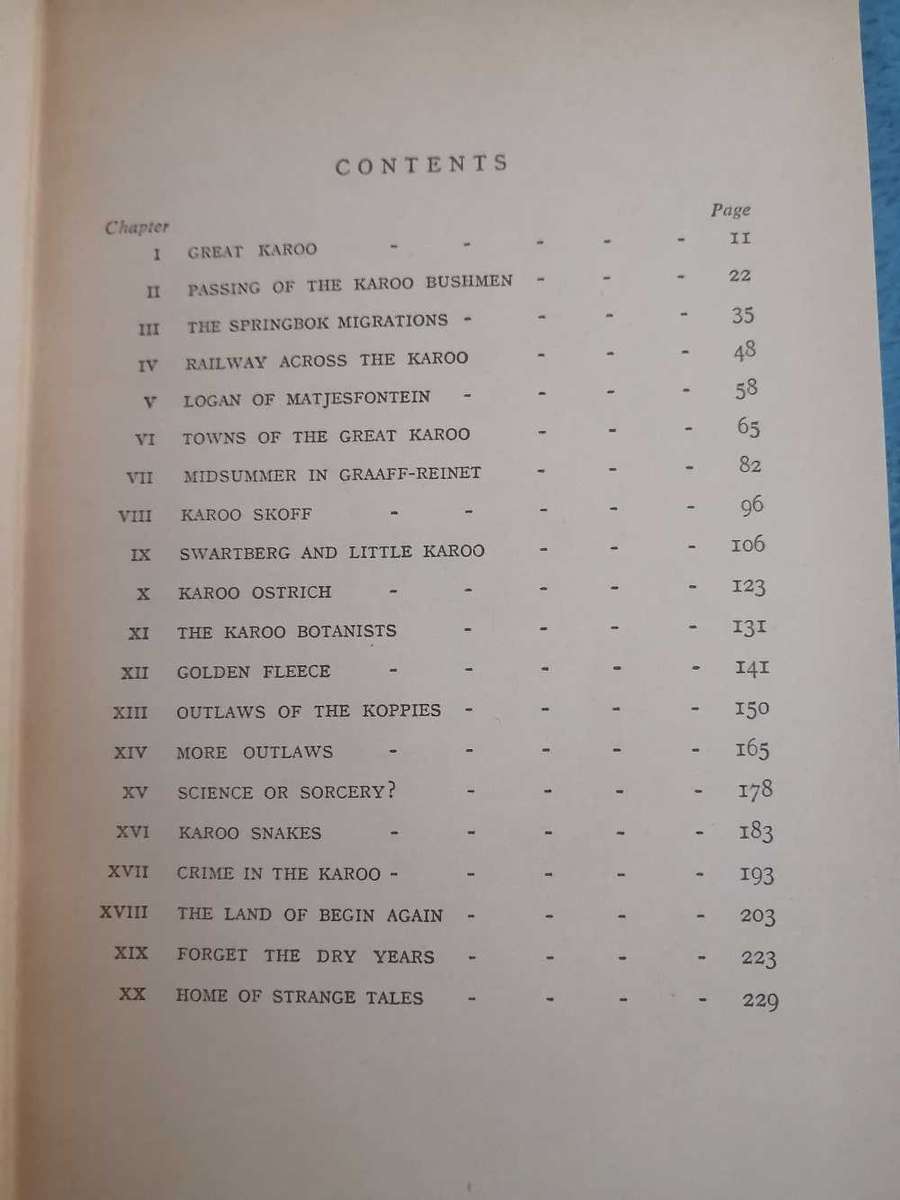 CONTENTS
Chapter Page
I GREAT KAROO - - - - - 11
II PASSING OF THE KAROO BUSHMEN - - - 22
III THE SPRINGBOK MIGRATIONS - - - - 35
IV RAILWAY ACROSS THE KAROO - - - 48
V LOGAN OF MATJESFONTEIN - - - - 58
VI TOWNS OF THE GREAT KAROO - - - 65
VII MIDSUMMER IN GRAAFF-REINET - - - 82
VIII KAROO SKOFF - - - - - 96
IX SWARTBERG AND LITTLE KAROO - - - 106
X KAROO OSTRICH - - - - - 123
XI THE KAROO BOTANISTS - - - - 131
XII GOLDEN FLEECE - - - - - 141
XIII OUTLAWS OF THE KOPPIES - - - - 150
XIV MORE OUTLAWS - - - - - 165
XV SCIENCE OR SORCERY? - - - - 178
XVI KAROO SNAKES - - - - - 183
XVII CRIME IN THE KAROO - - - - - 193
XVIII THE LAND OF BEGIN AGAIN - - - - 203
XIX FORGET THE DRY YEARS - - - - 223
XX HOME OF STRANGE TALES - - - - 229